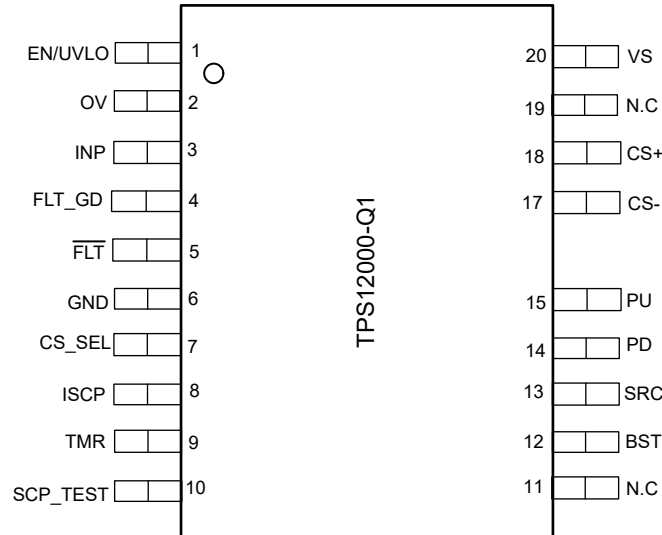 EN/UVLO 1
OV 2
INP 3
FLT_GD 4
FLT 5
GND 6
CS_SEL 7
ISCP 8
TMR 9
SCP_TEST 10
TPS12000-Q1
20 VS
19 N.C
18 CS+
17 CS-
15 PU
14 PD
13 SRC
12 BST
11 N.C